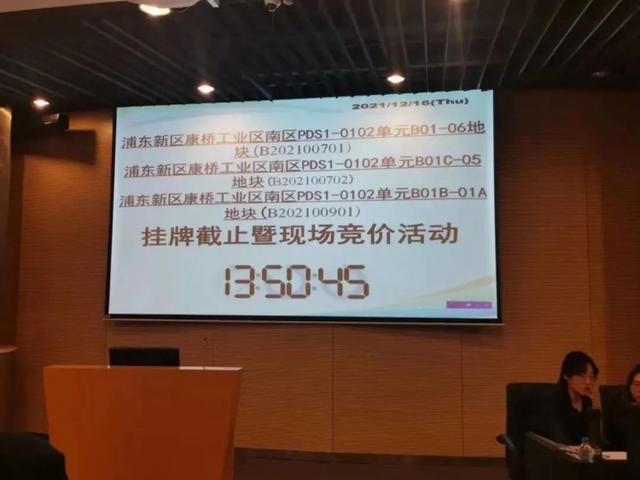 2021/12/16(Thu)
浦东新区康桥工业区南区PDS1-0102单元B01-06地
块(B202100701)
浦东新区康桥工业区南区PDS1-0102单元B01C-05
地块(B202100702)
浦东新区康桥工业区南区PDS1-0102单元B01B-01A
地块(B202100901)
挂牌截止暨现场竞价活动
13:50:45